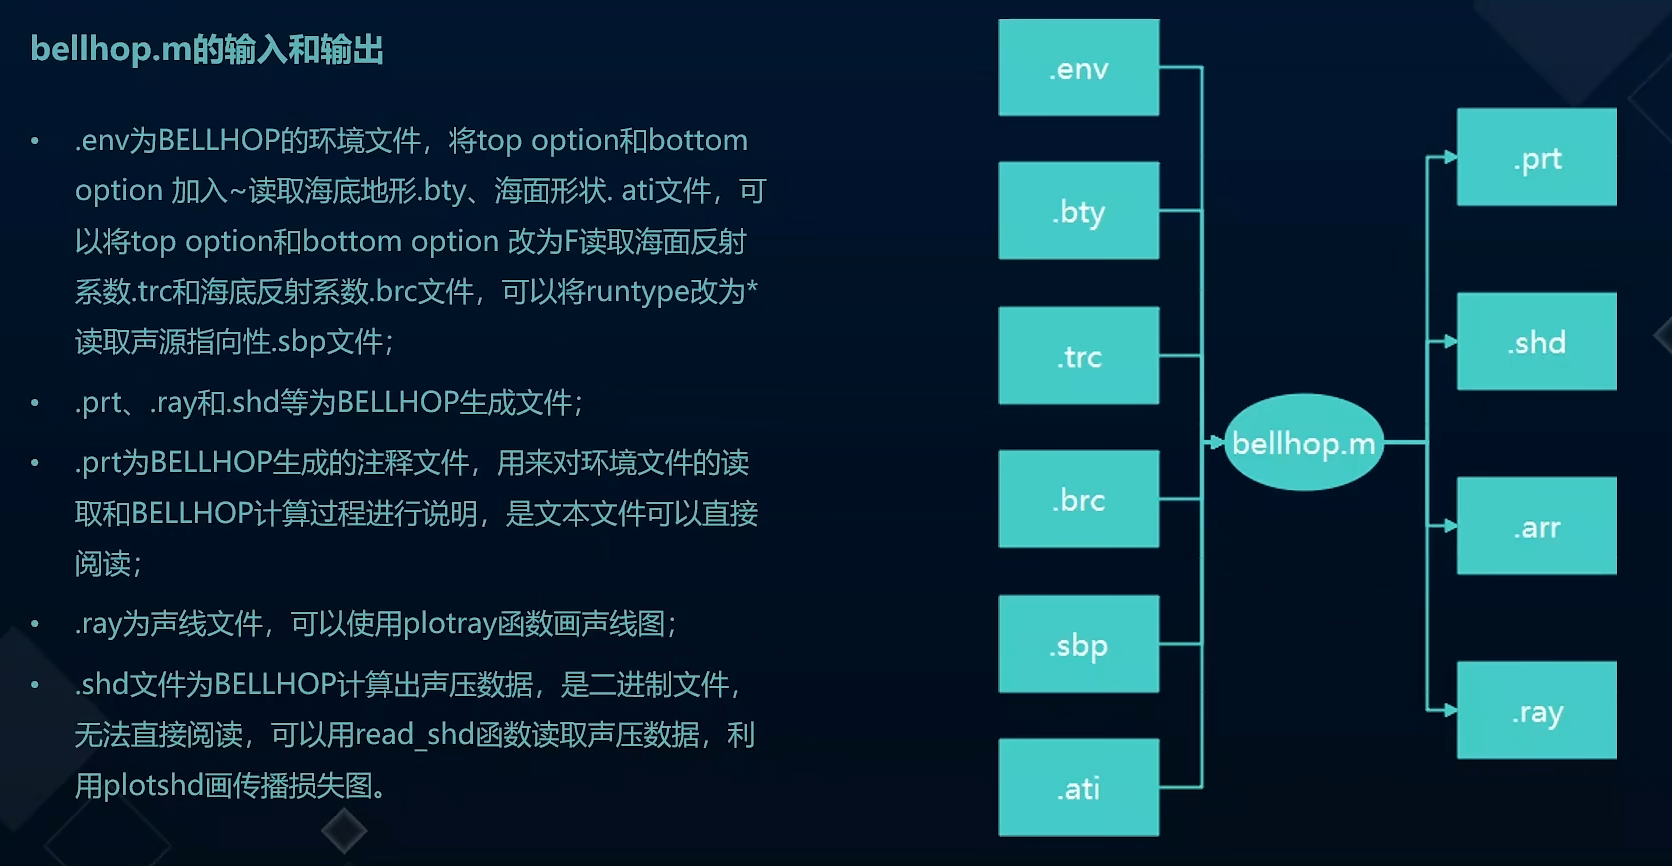 bellhop.m的输入和输出
• .env为BELLHOP的环境文件，将top option和bottom
option 加入~读取海底地形.bty、海面形状. ati文件，可
以将top option和bottom option 改为F读取海面反射
系数.trc和海底反射系数.brc文件，可以将runtype改为*
读取声源指向性.sbp文件；
• .prt、.ray和.shd等为BELLHOP生成文件；
• .prt为BELLHOP生成的注释文件，用来对环境文件的读
取和BELLHOP计算过程进行说明，是文本文件可以直接
阅读；
• .ray为声线文件，可以使用plotray函数画声线图；
• .shd文件为BELLHOP计算出声压数据，是二进制文件，
无法直接阅读，可以用read_shd函数读取声压数据，利
用plotshd画传播损失图。
.env
.bty
.trc
.brc
.sbp
.ati
bellhop.m
.prt
.shd
.arr
.ray